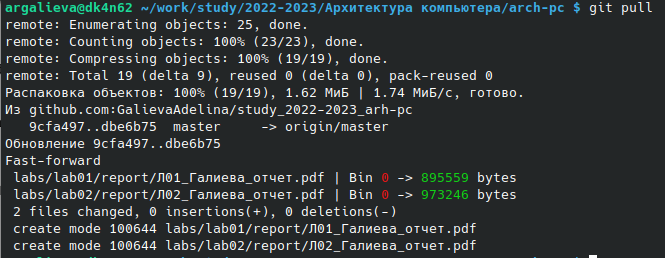 argalieva@dk4n62 ~/work/study/2022-2023/Архитектура компьютера/arch-pc $ git pull
remote: Enumerating objects: 25, done.
remote: Counting objects: 100% (23/23), done.
remote: Compressing objects: 100% (19/19), done.
remote: Total 19 (delta 9), reused 0 (delta 0), pack-reused 0
Распаковка объектов: 100% (19/19), 1.62 МиБ | 1.74 МиБ/с, готово.
Из github.com:GalievaAdelina/study_2022-2023_arh-pc
9cfa497..dbe6b75 master -> origin/master
Обновление 9cfa497..dbe6b75
Fast-forward
labs/lab01/report/Л01_Галиева_отчет.pdf | Bin 0 -> 895559 bytes
labs/lab02/report/Л02_Галиева_отчет.pdf | Bin 0 -> 973246 bytes
2 files changed, 0 insertions(+), 0 deletions(-)
create mode 100644 labs/lab01/report/Л01_Галиева_отчет.pdf
create mode 100644 labs/lab02/report/Л02_Галиева_отчет.pdf